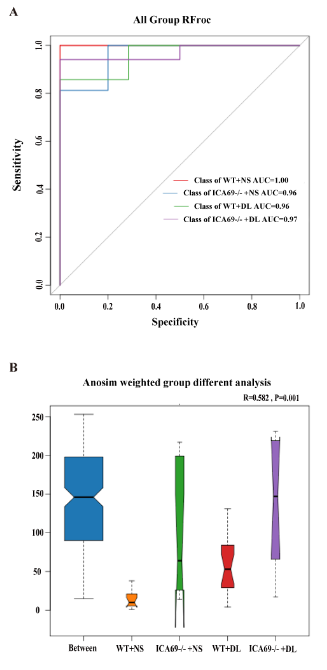 A
All Group RFroc
Sensitivity
1.0
0.8
0.6
0.4
0.2
0.0
Class of WT+NS AUC=1.00
Class of ICA69-/- +NS AUC=0.96
Class of WT+DL AUC=0.96
Class of ICA69-/- +DL AUC=0.97
0.0 0.2 0.4 0.6 0.8 1.0
Specificity
B
Anosim weighted group different analysis
R=0.582 , P=0.001
250
200
150
100
50
0
Between WT+NS ICA69-/- +NS WT+DL ICA69-/- +DL